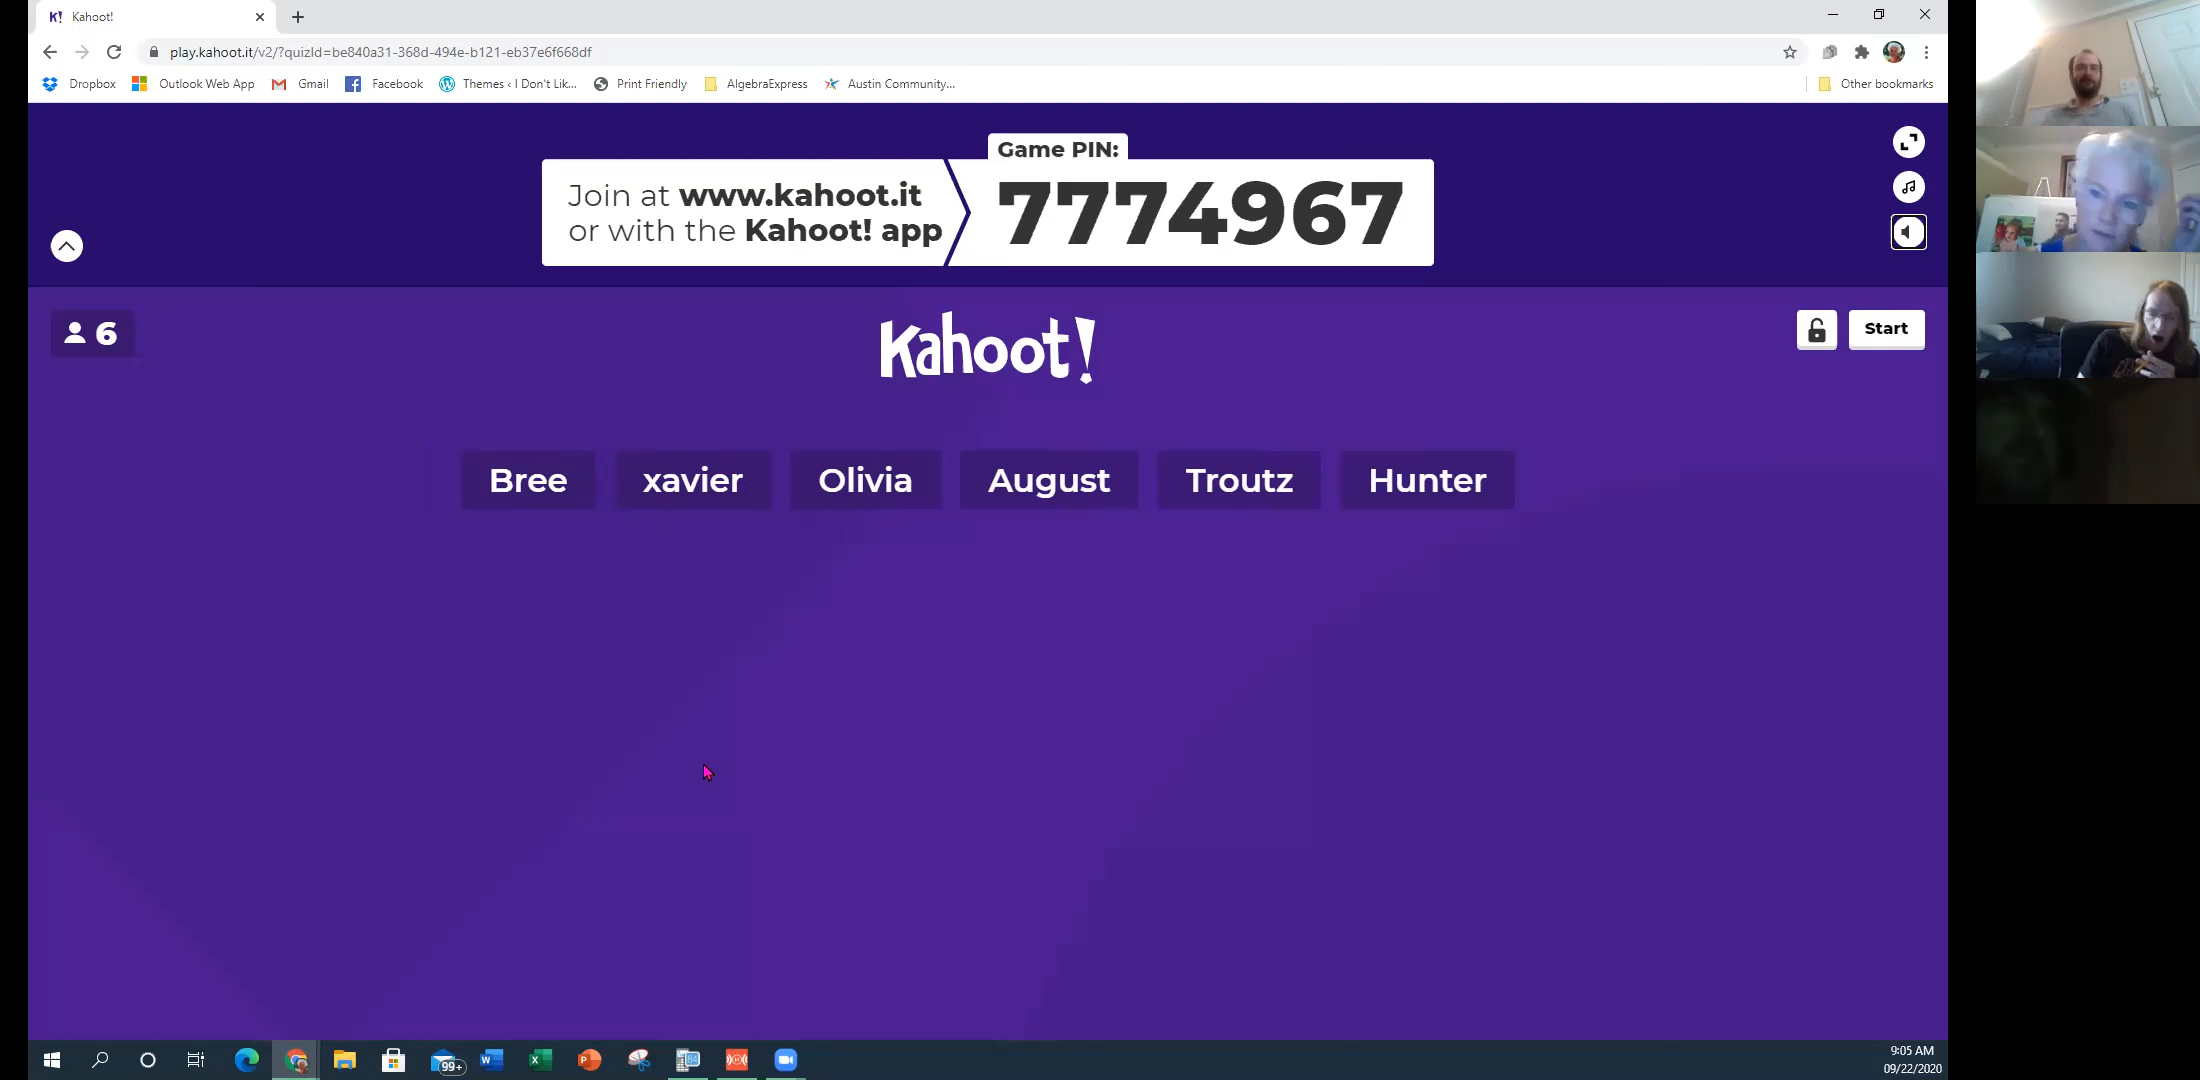 Kahoot!
play.kahoot.it/v2/?quizId=be840a31-368d-494e-b121-eb37e6f668df
Dropbox Outlook Web App Gmail Facebook Themes ‹ I Don't Lik... Print Friendly AlgebraExpress Austin Community... Other bookmarks
Game PIN:
Join at www.kahoot.it
or with the Kahoot! app
7774967
6
Kahoot!
Start
Bree xavier Olivia August Troutz Hunter
99+
9:05 AM
09/22/2020